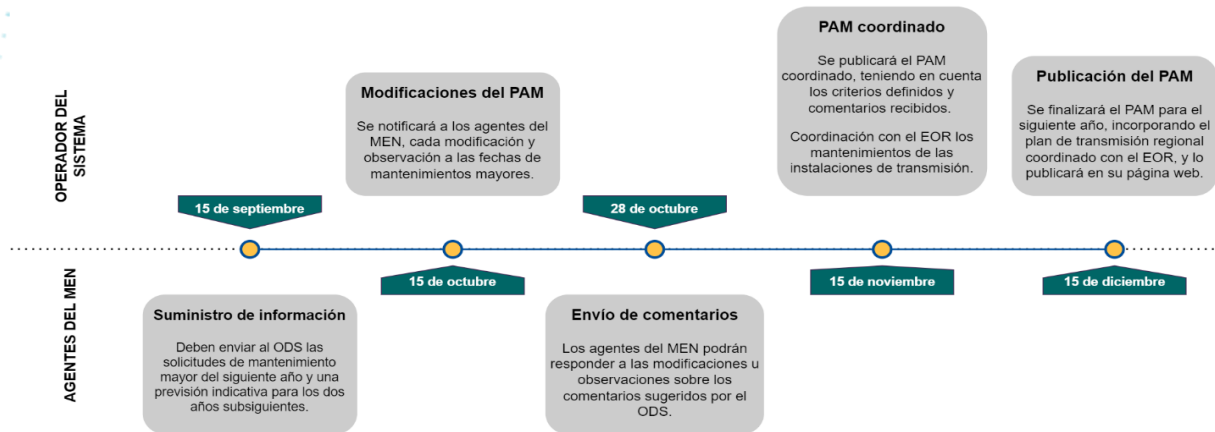 OPERADOR DEL
SISTEMA
Modificaciones del PAM
Se notificará a los agentes del
MEN, cada modificación y
observación a las fechas de
mantenimientos mayores.
PAM coordinado
Se publicará el PAM
coordinado, teniendo en cuenta
los criterios definidos y
comentarios recibidos.
Coordinación con el EOR los
mantenimientos de las
instalaciones de transmisión.
Publicación del PAM
Se finalizará el PAM para el
siguiente año, incorporando el
plan de transmisión regional
coordinado con el EOR, y lo
publicará en su página web.
15 de septiembre
28 de octubre
15 de octubre
15 de noviembre
15 de diciembre
AGENTES DEL MEN
Suministro de información
Deben enviar al ODS las
solicitudes de mantenimiento
mayor del siguiente año y una
previsión indicativa para los dos
años subsiguientes.
Envío de comentarios
Los agentes del MEN podrán
responder a las modificaciones u
observaciones sobre los
comentarios sugeridos por el
ODS.